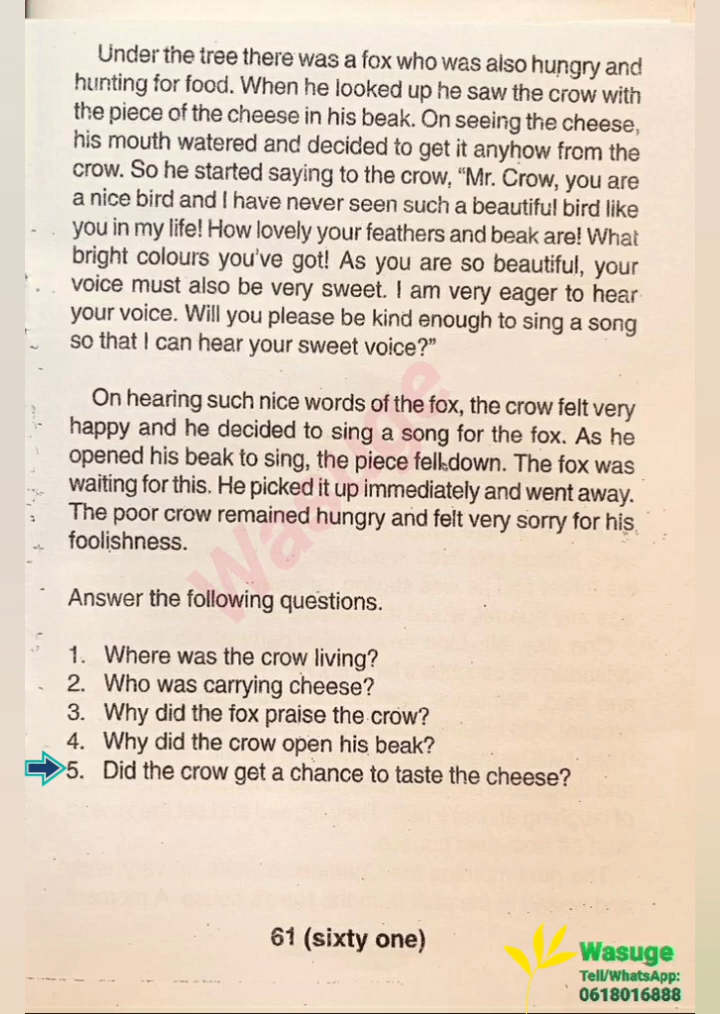 Under the tree there was a fox who was also hungry and
hunting for food. When he looked up he saw the crow with
the piece of the cheese in his beak. On seeing the cheese,
his mouth watered and decided to get it anyhow from the
crow. So he started saying to the crow, “Mr. Crow, you are
a nice bird and I have never seen such a beautiful bird like
you in my life! How lovely your feathers and beak are! What
bright colours you’ve got! As you are so beautiful, your
voice must also be very sweet. I am very eager to hear
your voice. Will you please be kind enough to sing a song
so that I can hear your sweet voice?”
On hearing such nice words of the fox, the crow felt very
happy and he decided to sing a song for the fox. As he
opened his beak to sing, the piece fell down. The fox was
waiting for this. He picked it up immediately and went away.
The poor crow remained hungry and felt very sorry for his
foolishness.
Answer the following questions.
1. Where was the crow living?
2. Who was carrying cheese?
3. Why did the fox praise the crow?
4. Why did the crow open his beak?
5. Did the crow get a chance to taste the cheese?
61 (sixty one)
Wasuge
Tell/WhatsApp:
0618016888
Wasuge